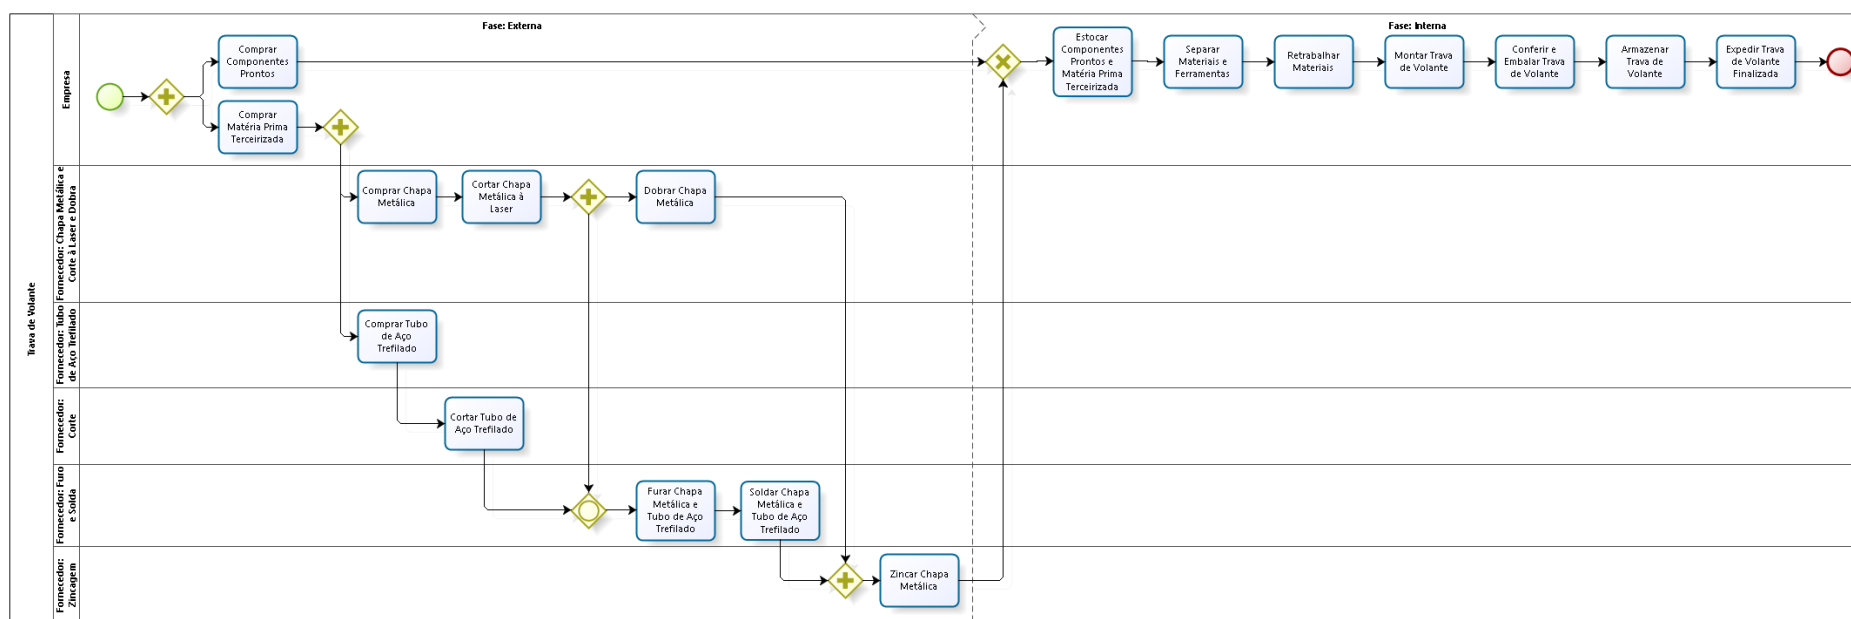 Fase: Externa
Fase: Interna
Trava de Volante
Empresa
Comprar
Componentes
Prontos
Comprar
Matéria Prima
Terceirizada
Estocar
Componentes
Prontos e
Matéria Prima
Terceirizada
Separar
Materiais e
Ferramentas
Retrabalhar
Materiais
Montar Trava
de Volante
Conferir e
Embalar Trava
de Volante
Armazenar
Trava de
Volante
Expedir Trava
de Volante
Finalizada
Fornecedor: Chapa Metálica e
Corte à Laser e Dobra
Comprar Chapa
Metálica
Cortar Chapa
Metálica à
Laser
Dobrar Chapa
Metálica
Fornecedor: Tubo
de Aço Trefilado
Comprar Tubo
de Aço
Trefilado
Fornecedor:
Corte
Cortar Tubo de
Aço Trefilado
Fornecedor: Furo
e Solda
Furar Chapa
Metálica e
Tubo de Aço
Trefilado
Soldar Chapa
Metálica e
Tubo de Aço
Trefilado
Fornecedor:
Zincagem
Zincar Chapa
Metálica